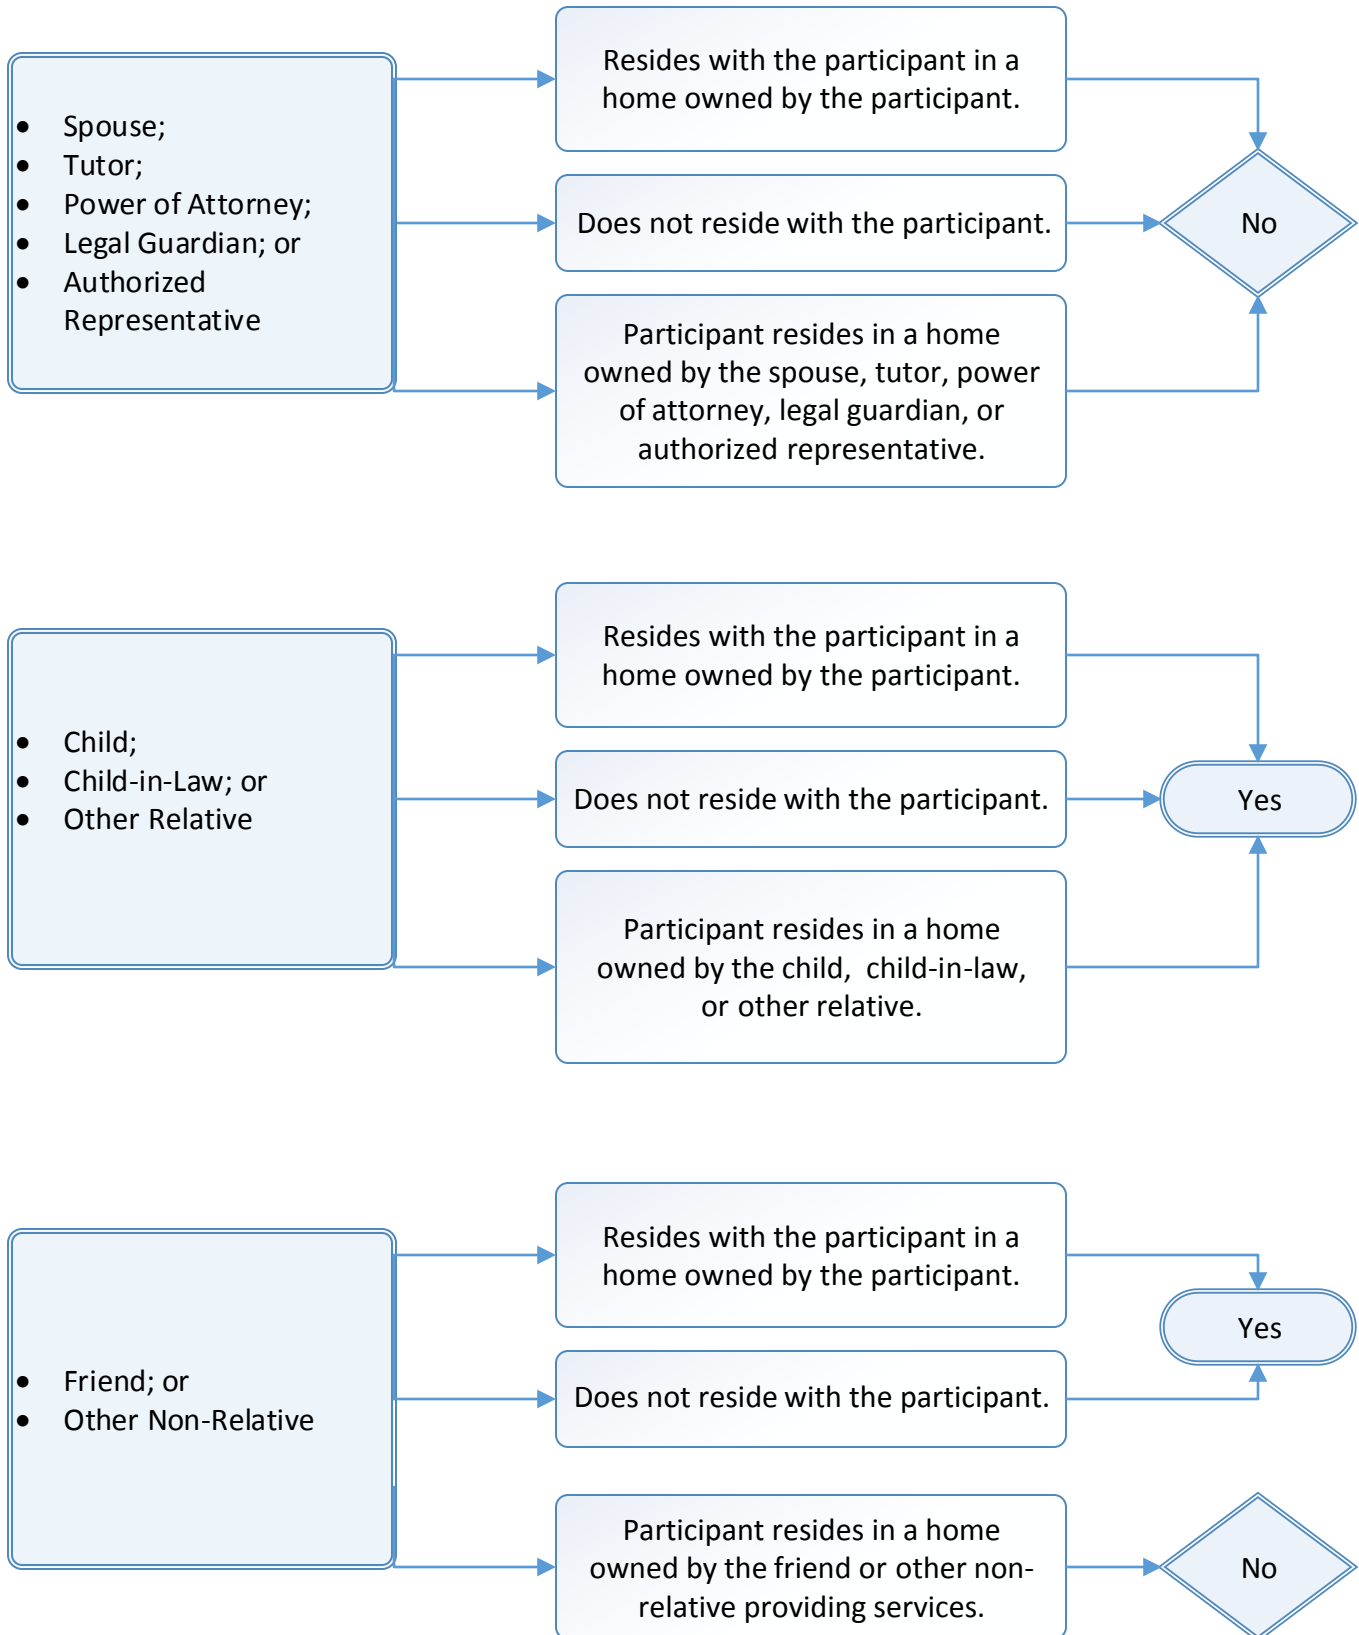 • Spouse;
• Tutor;
• Power of Attorney;
• Legal Guardian; or
• Authorized
Representative
Resides with the participant in a
home owned by the participant.
Does not reside with the participant.
Participant resides in a home
owned by the spouse, tutor, power
of attorney, legal guardian, or
authorized representative.
No
• Child;
• Child-in-Law; or
• Other Relative
Resides with the participant in a
home owned by the participant.
Does not reside with the participant.
Participant resides in a home
owned by the child, child-in-law,
or other relative.
Yes
• Friend; or
• Other Non-Relative
Resides with the participant in a
home owned by the participant.
Does not reside with the participant.
Yes
Participant resides in a home
owned by the friend or other non-
relative providing services.
No